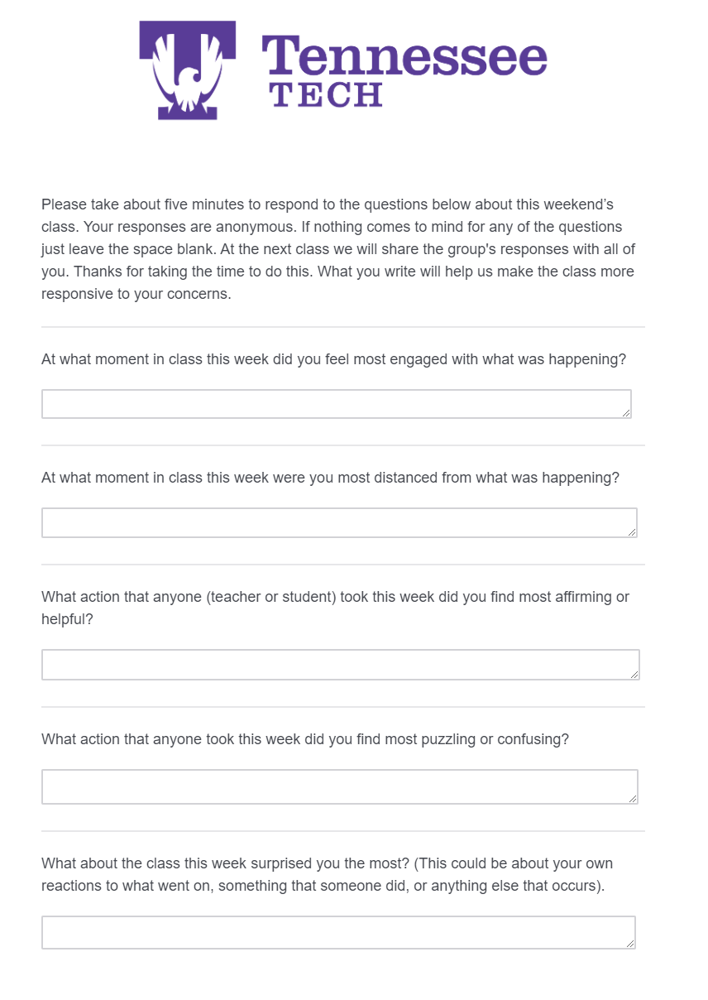 Tennessee
TECH
Please take about five minutes to respond to the questions below about this weekend’s
class. Your responses are anonymous. If nothing comes to mind for any of the questions
just leave the space blank. At the next class we will share the group's responses with all of
you. Thanks for taking the time to do this. What you write will help us make the class more
responsive to your concerns.
At what moment in class this week did you feel most engaged with what was happening?
At what moment in class this week were you most distanced from what was happening?
What action that anyone (teacher or student) took this week did you find most affirming or
helpful?
What action that anyone took this week did you find most puzzling or confusing?
What about the class this week surprised you the most? (This could be about your own
reactions to what went on, something that someone did, or anything else that occurs).